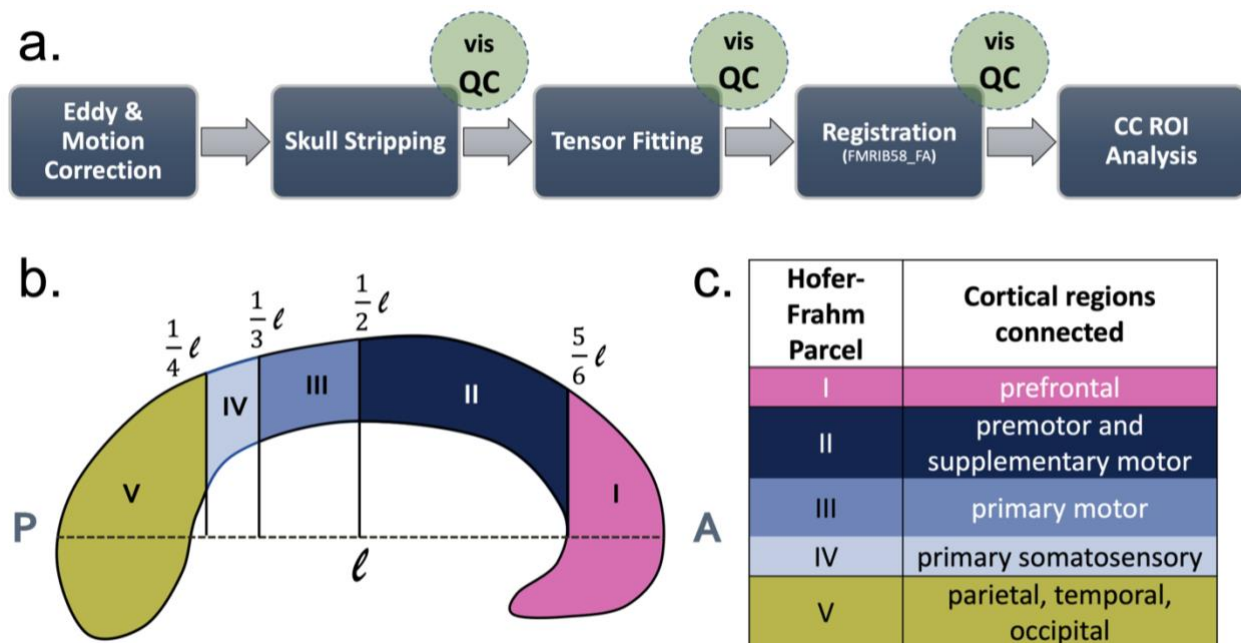 a.
vis
QC
vis
QC
vis
QC
Eddy &
Motion
Correction
Skull Stripping
Tensor Fitting
Registration
(FMRIB58_FA)
CC ROI
Analysis
b.
1/4 ℓ
1/3 ℓ
1/2 ℓ
5/6 ℓ
V
IV
III
II
I
P
A
ℓ
c.
Hofer-
Frahm
Parcel
Cortical regions
connected
I
prefrontal
II
premotor and
supplementary motor
III
primary motor
IV
primary somatosensory
V
parietal, temporal,
occipital